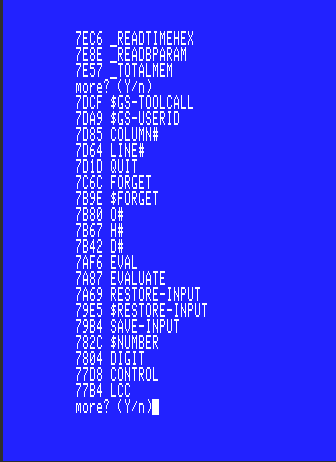 7EC6 _READTIMEHEX
7E8E _READBPARAM
7E57 _TOTALMEM
more? (Y/n)
7DCF $GS-TOOLCALL
7DA9 $GS-USERID
7D85 COLUMN#
7D64 LINE#
7D1D QUIT
7C6C FORGET
7B9E $FORGET
7B80 O#
7B67 H#
7B42 D#
7AF6 EVAL
7A87 EVALUATE
7A69 RESTORE-INPUT
79E5 $RESTORE-INPUT
79B4 SAVE-INPUT
782C $NUMBER
7804 DIGIT
77D8 CONTROL
77B4 LCC
more? (Y/n)